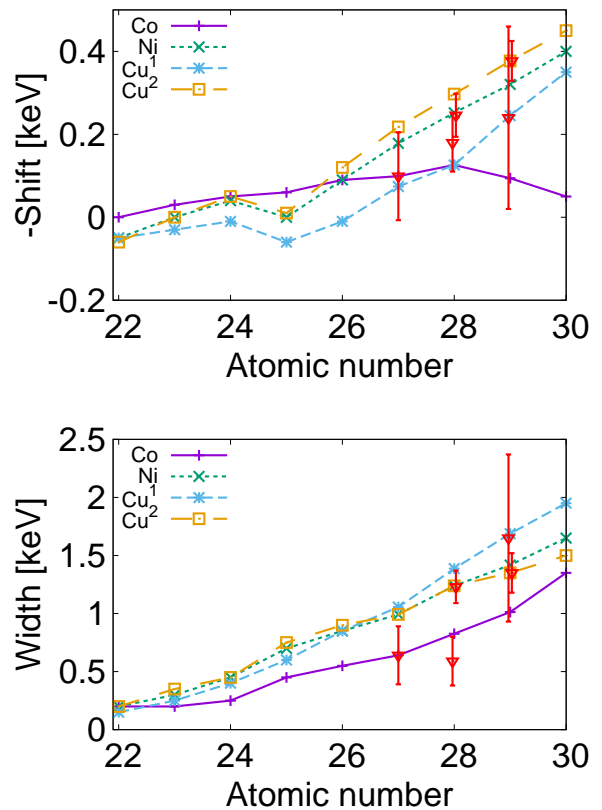 -Shift [keV]
0.4
0.2
0
-0.2
Co
Ni
Cu¹
Cu²
22 24 26 28 30
Atomic number
Width [keV]
2.5
2
1.5
1
0.5
0
Co
Ni
Cu¹
Cu²
22 24 26 28 30
Atomic number